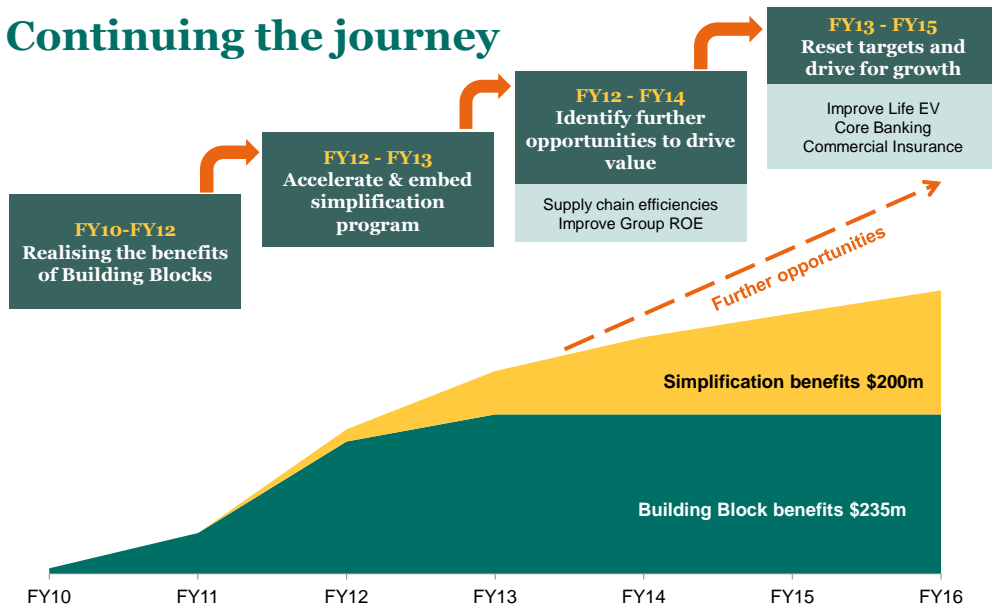 Continuing the journey
FY10-FY12
Realising the benefits
of Building Blocks
FY12 - FY13
Accelerate & embed
simplification
program
FY12 - FY14
Identify further
opportunities to drive
value
Supply chain efficiencies
Improve Group ROE
FY13 - FY15
Reset targets and
drive for growth
Improve Life EV
Core Banking
Commercial Insurance
Further opportunities
Simplification benefits $200m
Building Block benefits $235m
FY10 FY11 FY12 FY13 FY14 FY15 FY16